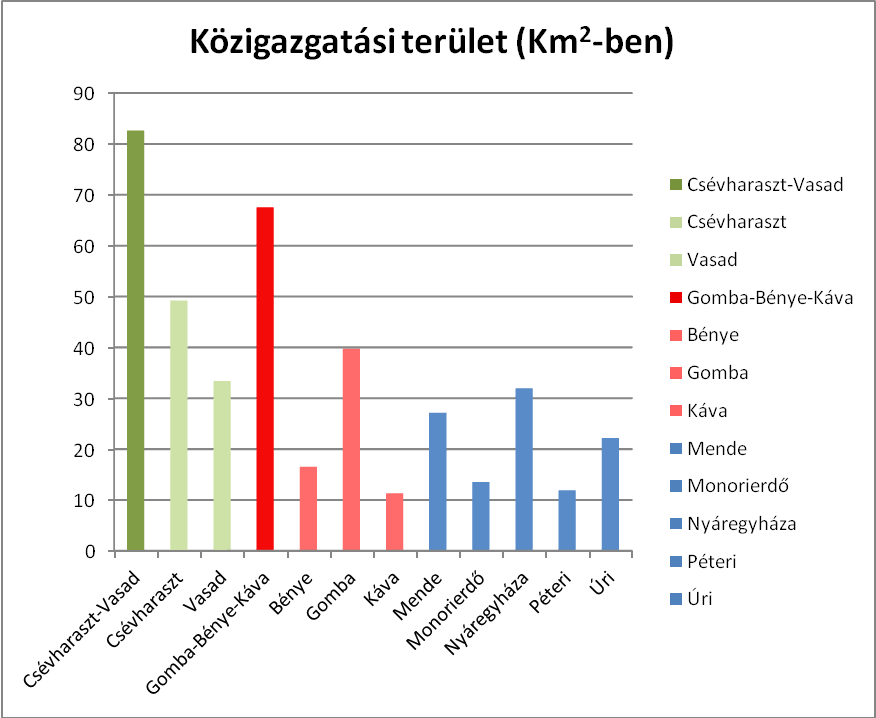 Közigazgatási terület (Km²-ben)
90
80
70
60
50
40
30
20
10
0
Csévharaszt-Vasad
Csévharaszt
Vasad
Gomba-Bénye-Káva
Bénye
Gomba
Káva
Mende
Monorierdő
Nyáregyháza
Péteri
Úri
Csévharaszt-Vasad
Csévharaszt
Vasad
Gomba-Bénye-Káva
Bénye
Gomba
Káva
Mende
Monorierdő
Nyáregyháza
Péteri
Úri